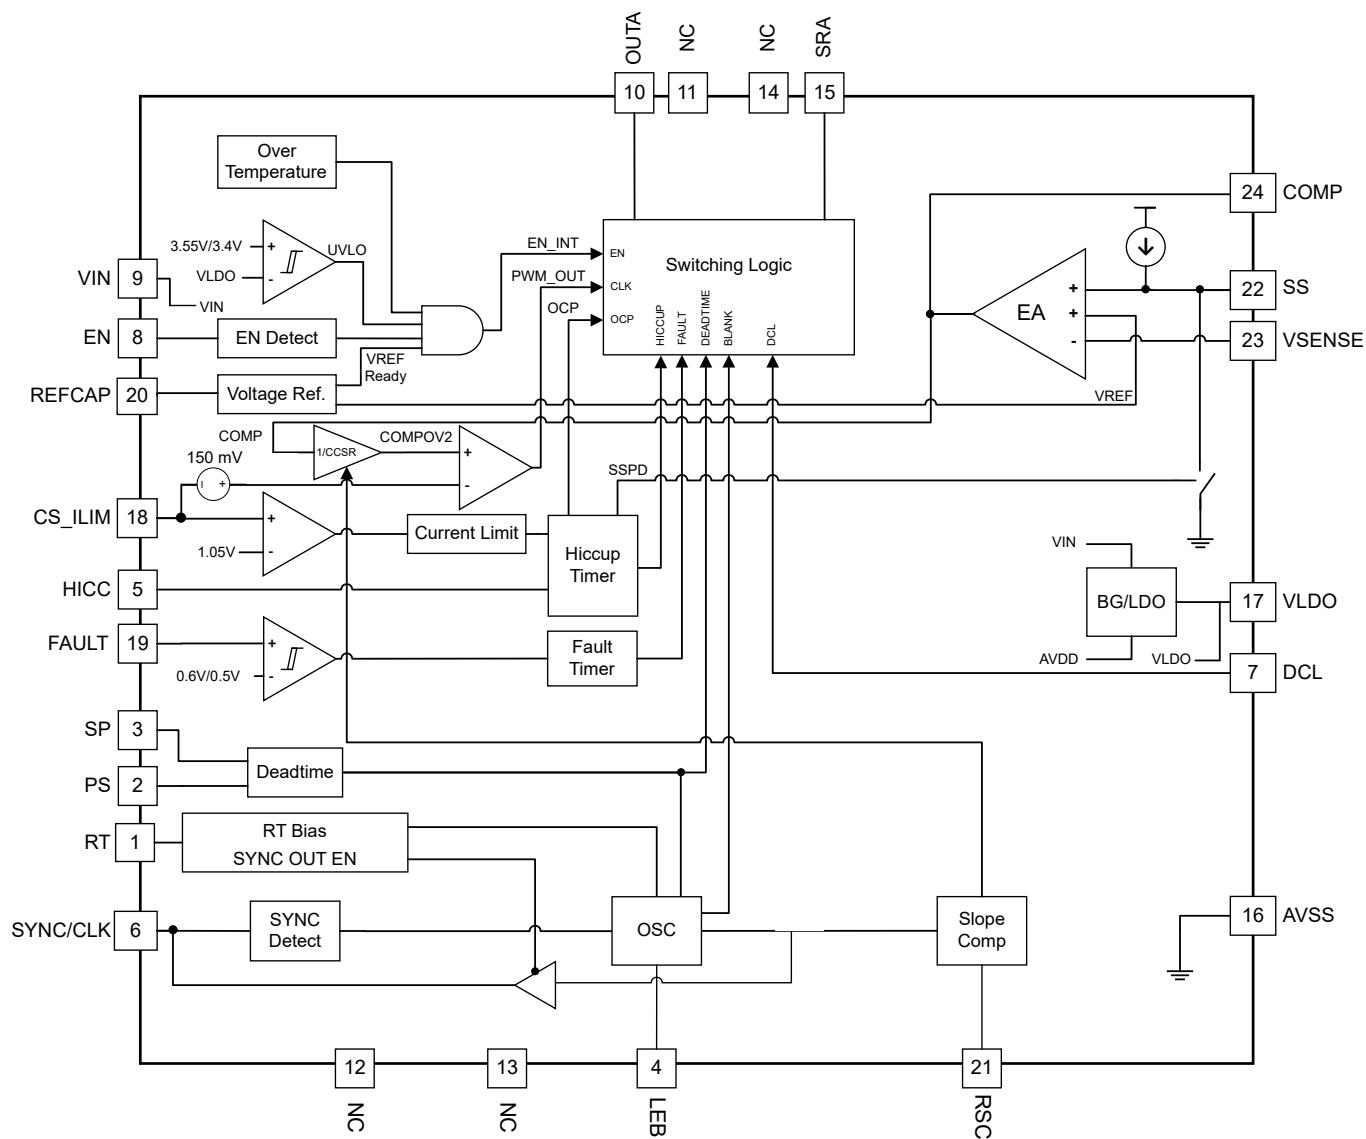 OUTA
NC
NC
SRA
10
11
14
15
Over
Temperature
24
COMP
3.55V/3.4V
+
UVLO
VLDO
-
VIN
9
VIN
EN_INT
EN
Switching Logic
PWM_OUT
CLK
OCP
OCP
HICCUP
FAULT
DEADTIME
BLANK
DCL
EA
+
+
-
22
SS
23
VSENSE
EN
8
EN Detect
VREF
Ready
REFCAP
20
Voltage Ref.
VREF
COMP
1/CCSR
COMPOV2
+
-
150 mV
- +
SSPD
CS_ILIM
18
+
1.05V
-
Current Limit
Hiccup
Timer
VIN
BG/LDO
17
VLDO
AVDD
VLDO
HICC
5
FAULT
19
+
0.6V/0.5V
-
Fault
Timer
7
DCL
SP
3
Deadtime
PS
2
RT
1
RT Bias
SYNC OUT EN
SYNC/CLK
6
SYNC
Detect
OSC
Slope
Comp
16
AVSS
12
13
4
21
NC
NC
LEB
RSC